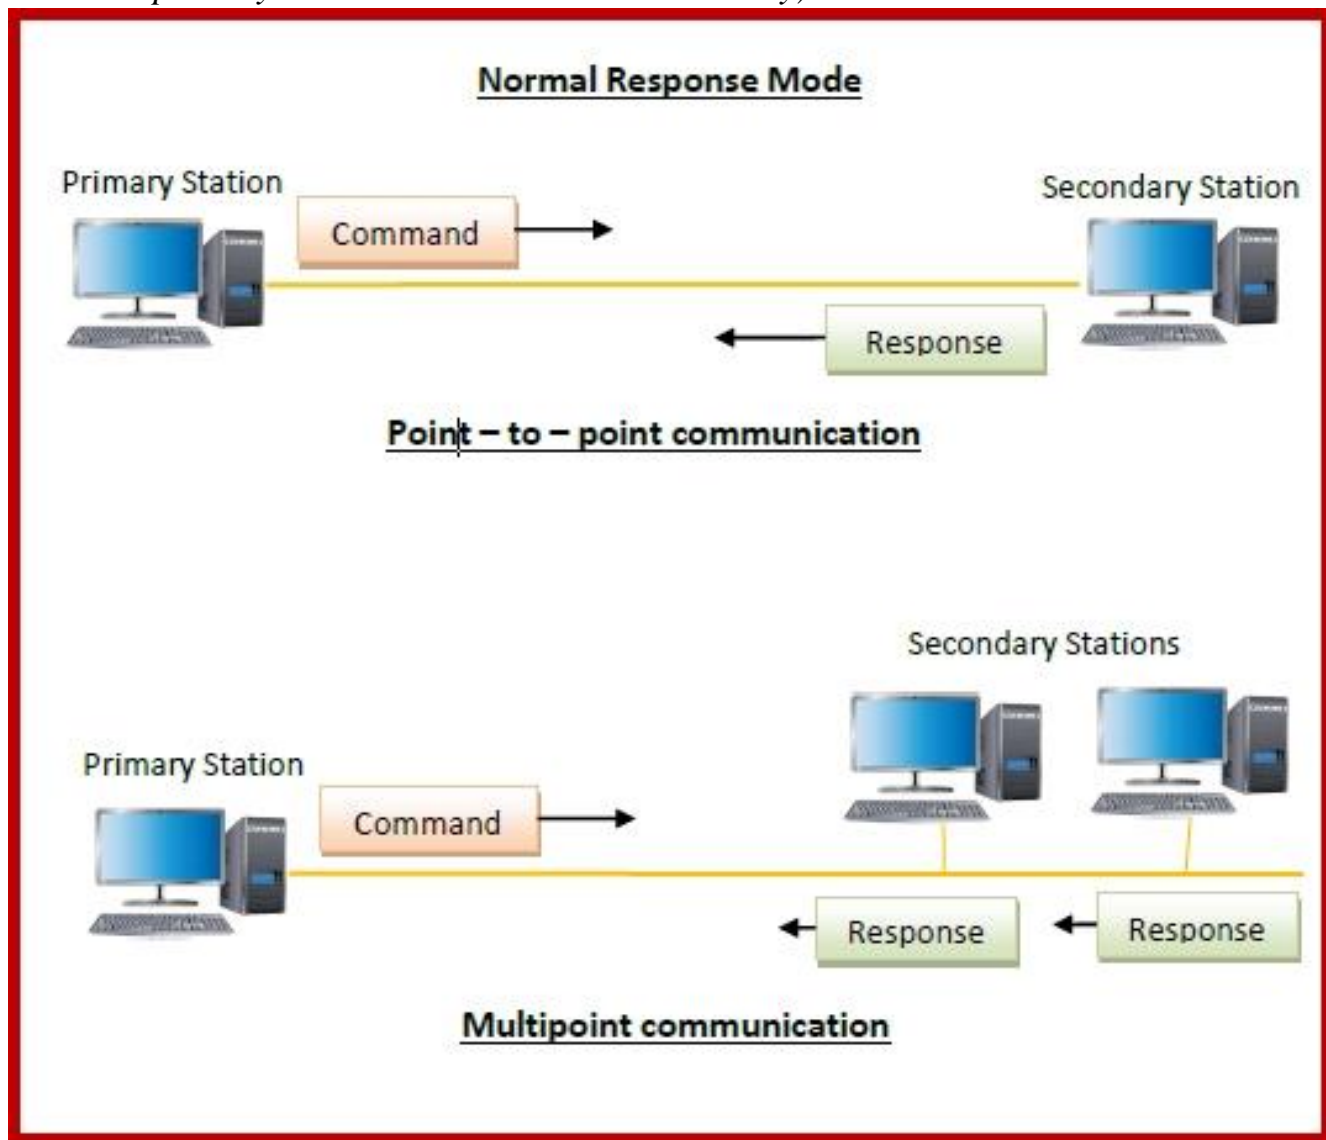 Normal Response Mode
Primary Station
Secondary Station
Command
Response
Point – to – point communication
Secondary Stations
Primary Station
Command
Response
Response
Multipoint communication